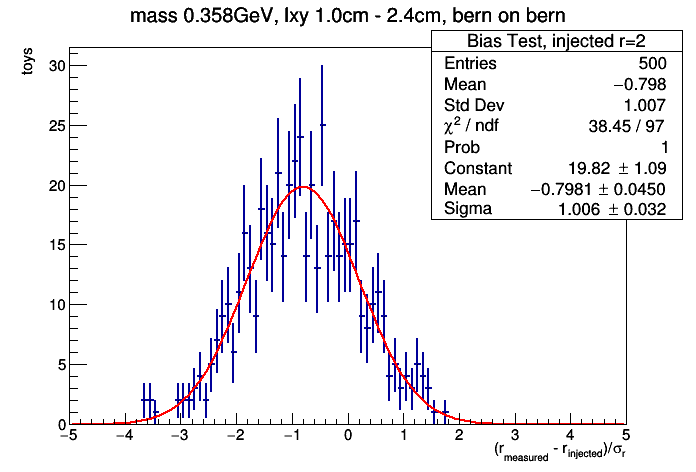 mass 0.358GeV, lxy 1.0cm - 2.4cm, bern on bern
toys
Bias Test, injected r=2
Entries 500
Mean −0.798
Std Dev 1.007
χ² / ndf 38.45 / 97
Prob 1
Constant 19.82 ± 1.09
Mean −0.7981 ± 0.0450
Sigma 1.006 ± 0.032
30
25
20
15
10
5
0
−5 −4 −3 −2 −1 0 1 2 3 4 5
(r_measured - r_injected)/σ_r